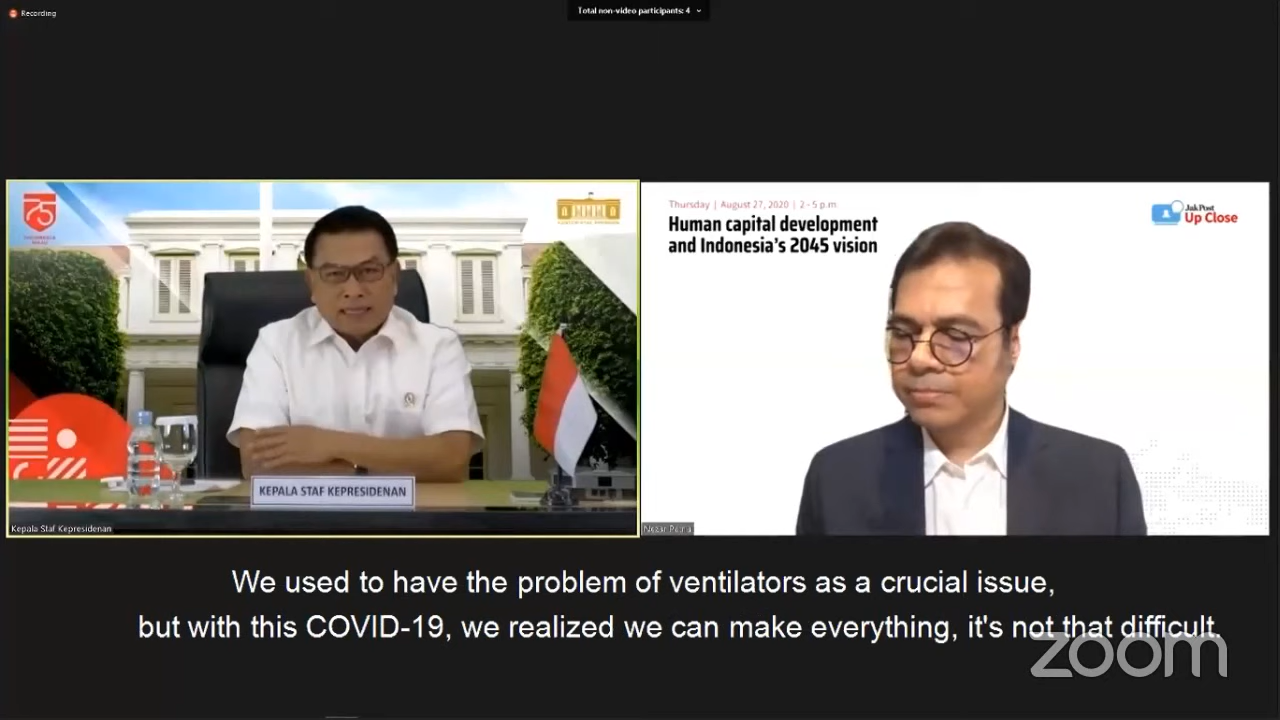 Recording
Total non-video participants: 4
75
Thursday | August 27, 2020 | 2 - 5 p.m
Human capital development
and Indonesia's 2045 vision
JakPost
Up Close
KEPALA STAF KEPRESIDENAN
Kepala Staf Kepresidenan
We used to have the problem of ventilators as a crucial issue,
but with this COVID-19, we realized we can make everything, it's not that difficult.
zoom